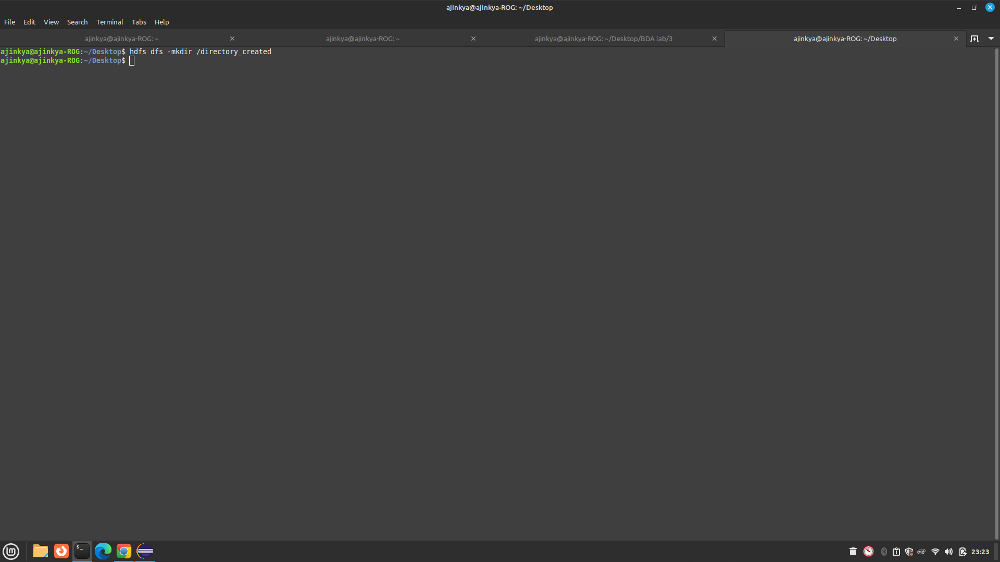 ajinkya@ajinkya-ROG: ~/Desktop
File Edit View Search Terminal Tabs Help
ajinkya@ajinkya-ROG: ~ ajinkya@ajinkya-ROG: ~ ajinkya@ajinkya-ROG: ~/Desktop/BDA lab/3 ajinkya@ajinkya-ROG: ~/Desktop
ajinkya@ajinkya-ROG:~/Desktop$ hdfs dfs -mkdir /directory_created
ajinkya@ajinkya-ROG:~/Desktop$
23:23